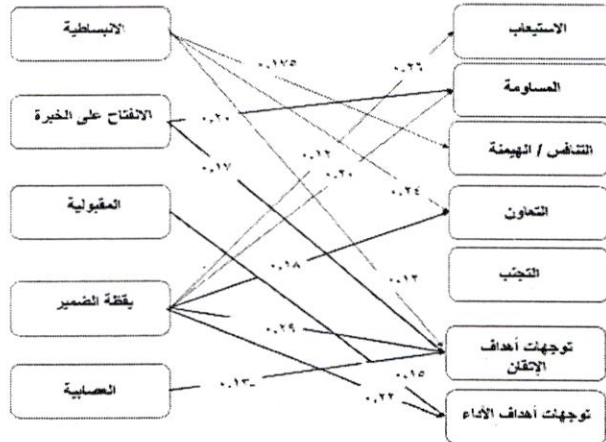 الانبساطية
الانفتاح على الخبرة
المقبولية
يقظة الضمير
العصابية
الاستيعاب
المساومة
التنافس / الهيمنة
التعاون
التجنب
توجهات أهداف
الإتقان
توجهات أهداف الأداء
٠.١٧٥
٠.٢٦
٠.٢٠
٠.١٢
٠.١٧
٠.٢٠
٠.٢٤
٠.١٨
٠.١٢
٠.٢٩
٠.١٥
٠.١٣-
٠.٢٢